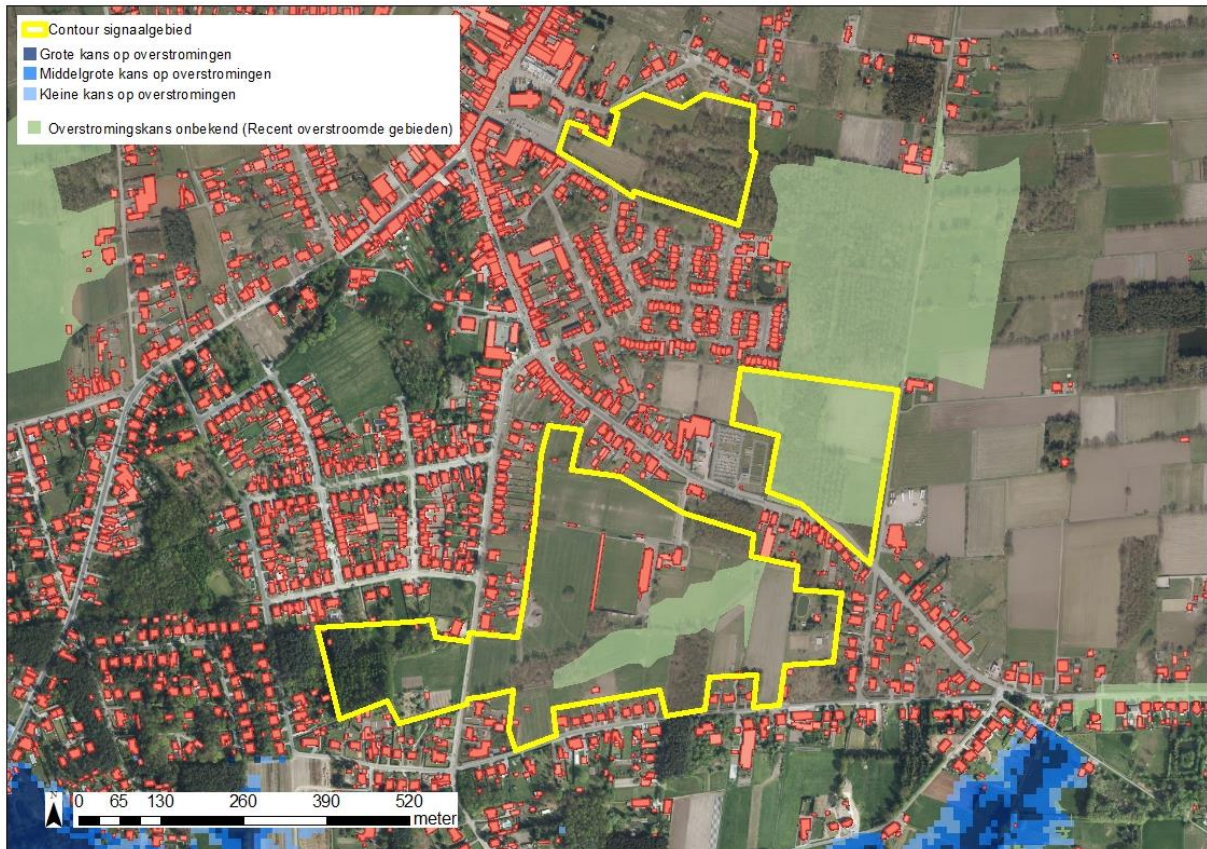 Contour signaalgebied
Grote kans op overstromingen
Middelgrote kans op overstromingen
Kleine kans op overstromingen
Overstromingskans onbekend (Recent overstroomde gebieden)
N
0 65 130 260 390 520
meter